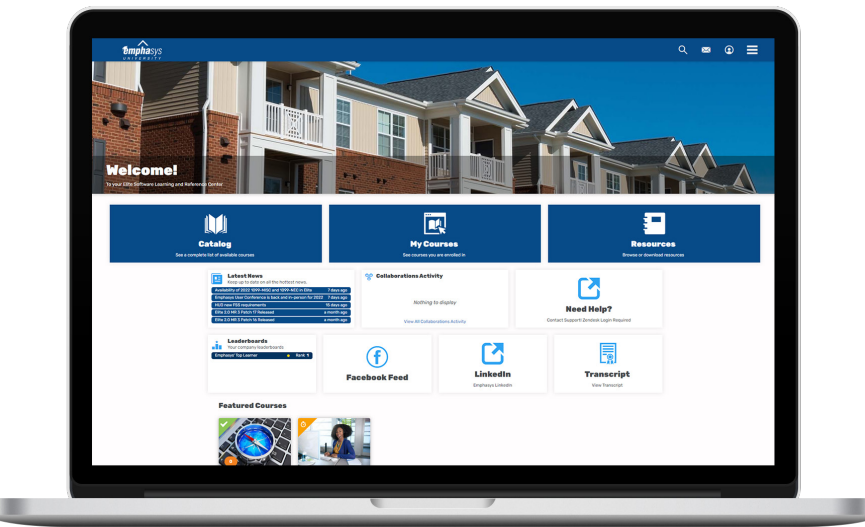 emphasys
UNIVERSITY
Welcome!
To your Elite Software Learning and Reference Center
Catalog
See a complete list of available courses
My Courses
See courses you are enrolled in
Resources
Browse or download resources
Latest News
Keep up to date on all the hottest news.
Availability of 2022 1099-MISC and 1099-NEC in Elite 7 days ago
Emphasys User Conference is back and in-person for 2023 7 days ago
HUD new FSS requirements 15 days ago
Elite 2.0 MR 3 Patch 17 Released a month ago
Elite 2.0 MR 3 Patch 16 Released a month ago
Collaborations Activity
Nothing to display
View All Collaborations Activity
Need Help?
Contact Support! Zendesk Login Required
Leaderboards
Your company leaderboards
Emphasys' Top Learner Rank: 1
Facebook Feed
LinkedIn
Emphasys LinkedIn
Transcript
View Transcript
Featured Courses